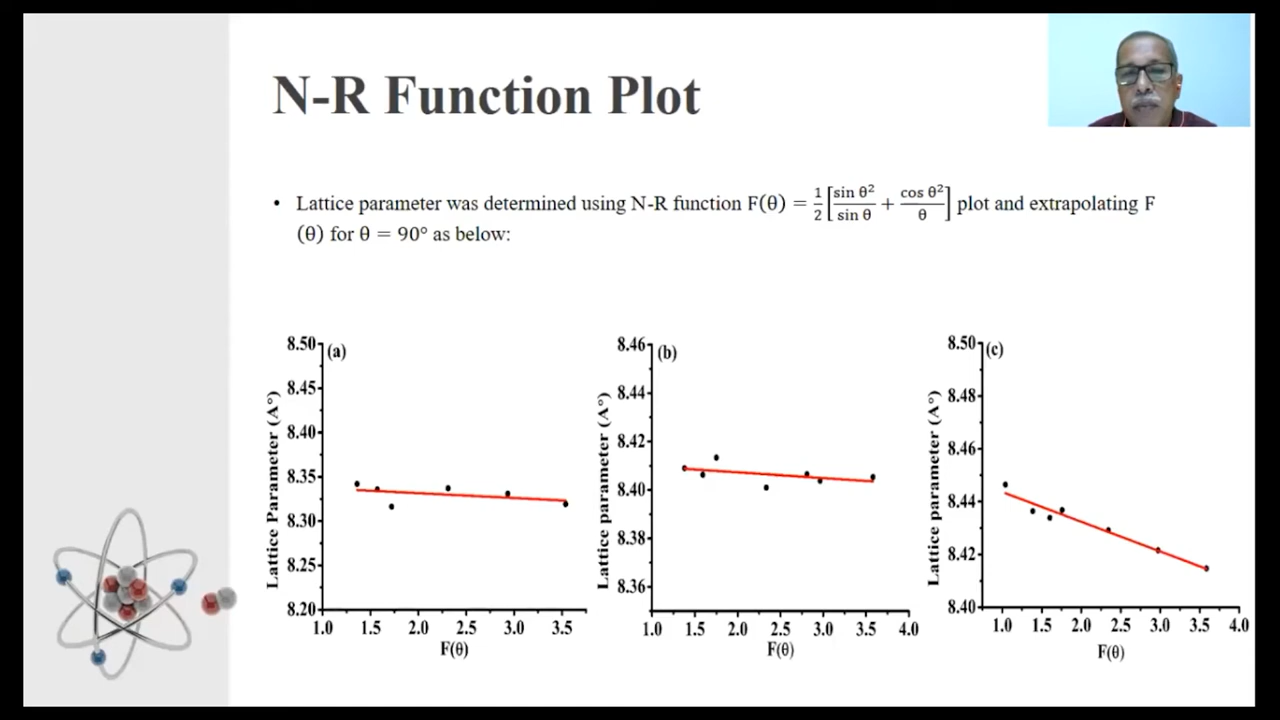 N-R Function Plot
• Lattice parameter was determined using N-R function F(θ) = 1/2 [sin θ²/sin θ + cos θ²/θ] plot and extrapolating F
(θ) for θ = 90° as below:
(a)
8.50
8.45
8.40
8.35
8.30
8.25
8.20
Lattice Parameter (A°)
1.0 1.5 2.0 2.5 3.0 3.5
F(θ)
(b)
8.46
8.44
8.42
8.40
8.38
8.36
Lattice parameter (A°)
1.0 1.5 2.0 2.5 3.0 3.5 4.0
F(θ)
(c)
8.50
8.48
8.46
8.44
8.42
8.40
Lattice parameter (A°)
1.0 1.5 2.0 2.5 3.0 3.5 4.0
F(θ)